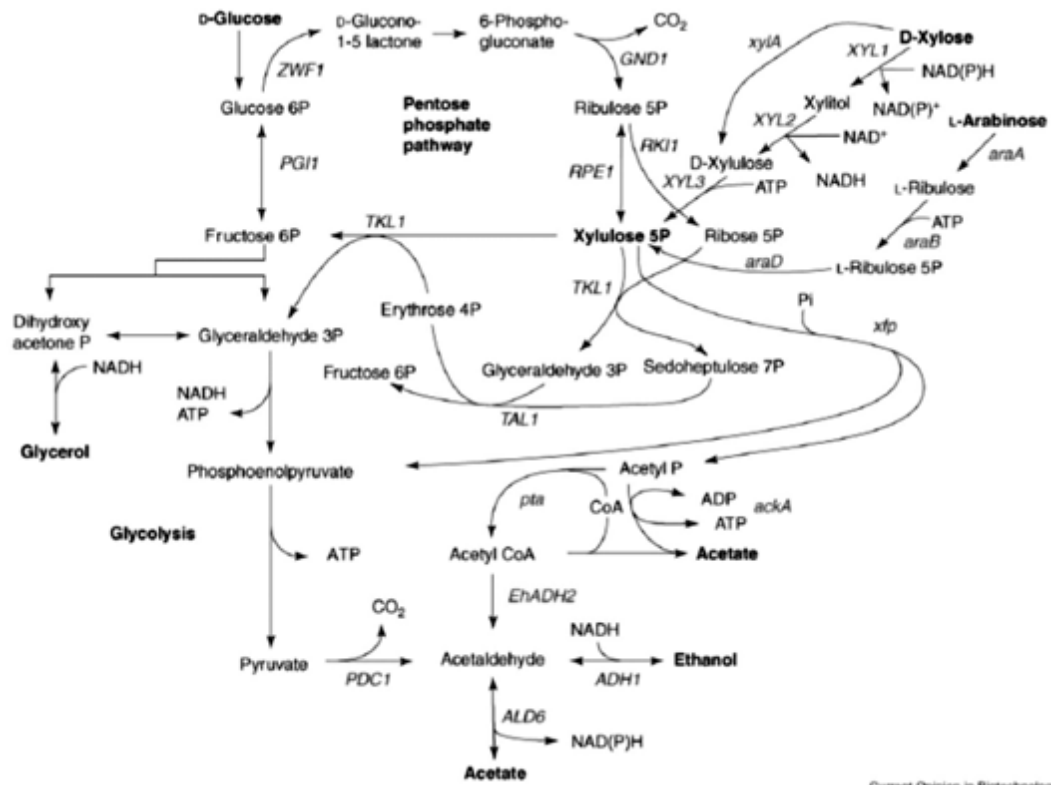 D-Glucose
D-Glucono-
1-5 lactone
6-Phospho-
gluconate
CO2
GND1
ZWF1
Glucose 6P
Pentose
phosphate
pathway
Ribulose 5P
xylA
D-Xylose
XYL1
NAD(P)H
Xylitol
NAD(P)+
XYL2
NAD+
L-Arabinose
araA
PGI1
RPE1
RKI1
D-Xylulose
XYL3
ATP
NADH
L-Ribulose
ATP
araB
Fructose 6P
TKL1
Xylulose 5P
Ribose 5P
araD
L-Ribulose 5P
TKL1
Pi
xfp
Dihydroxy
acetone P
Glyceraldehyde 3P
Erythrose 4P
NADH
NADH
ATP
Fructose 6P
Glyceraldehyde 3P
Sedoheptulose 7P
TAL1
Glycerol
Phosphoenolpyruvate
Acetyl P
pta
CoA
ADP
ATP
ackA
Glycolysis
ATP
Acetyl CoA
Acetate
EhADH2
CO2
NADH
Pyruvate
PDC1
Acetaldehyde
ADH1
Ethanol
ALD6
NAD(P)H
Acetate
Current Opinion in